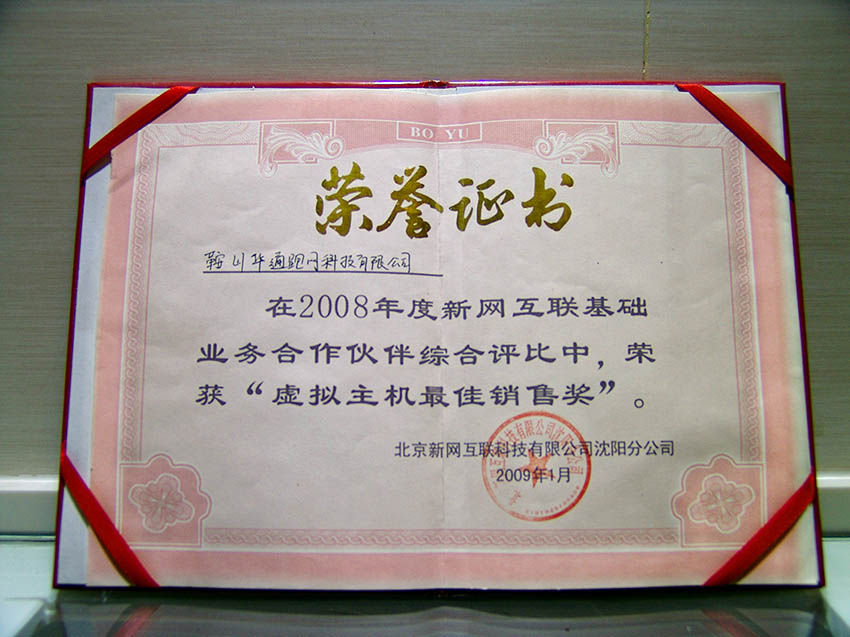 BO YU
荣誉证书
鞍山华通跑网科技有限公司
在2008年度新网互联基础
业务合作伙伴综合评比中，荣
获“虚拟主机最佳销售奖”。
北京新网互联科技有限公司沈阳分公司
2009年1月